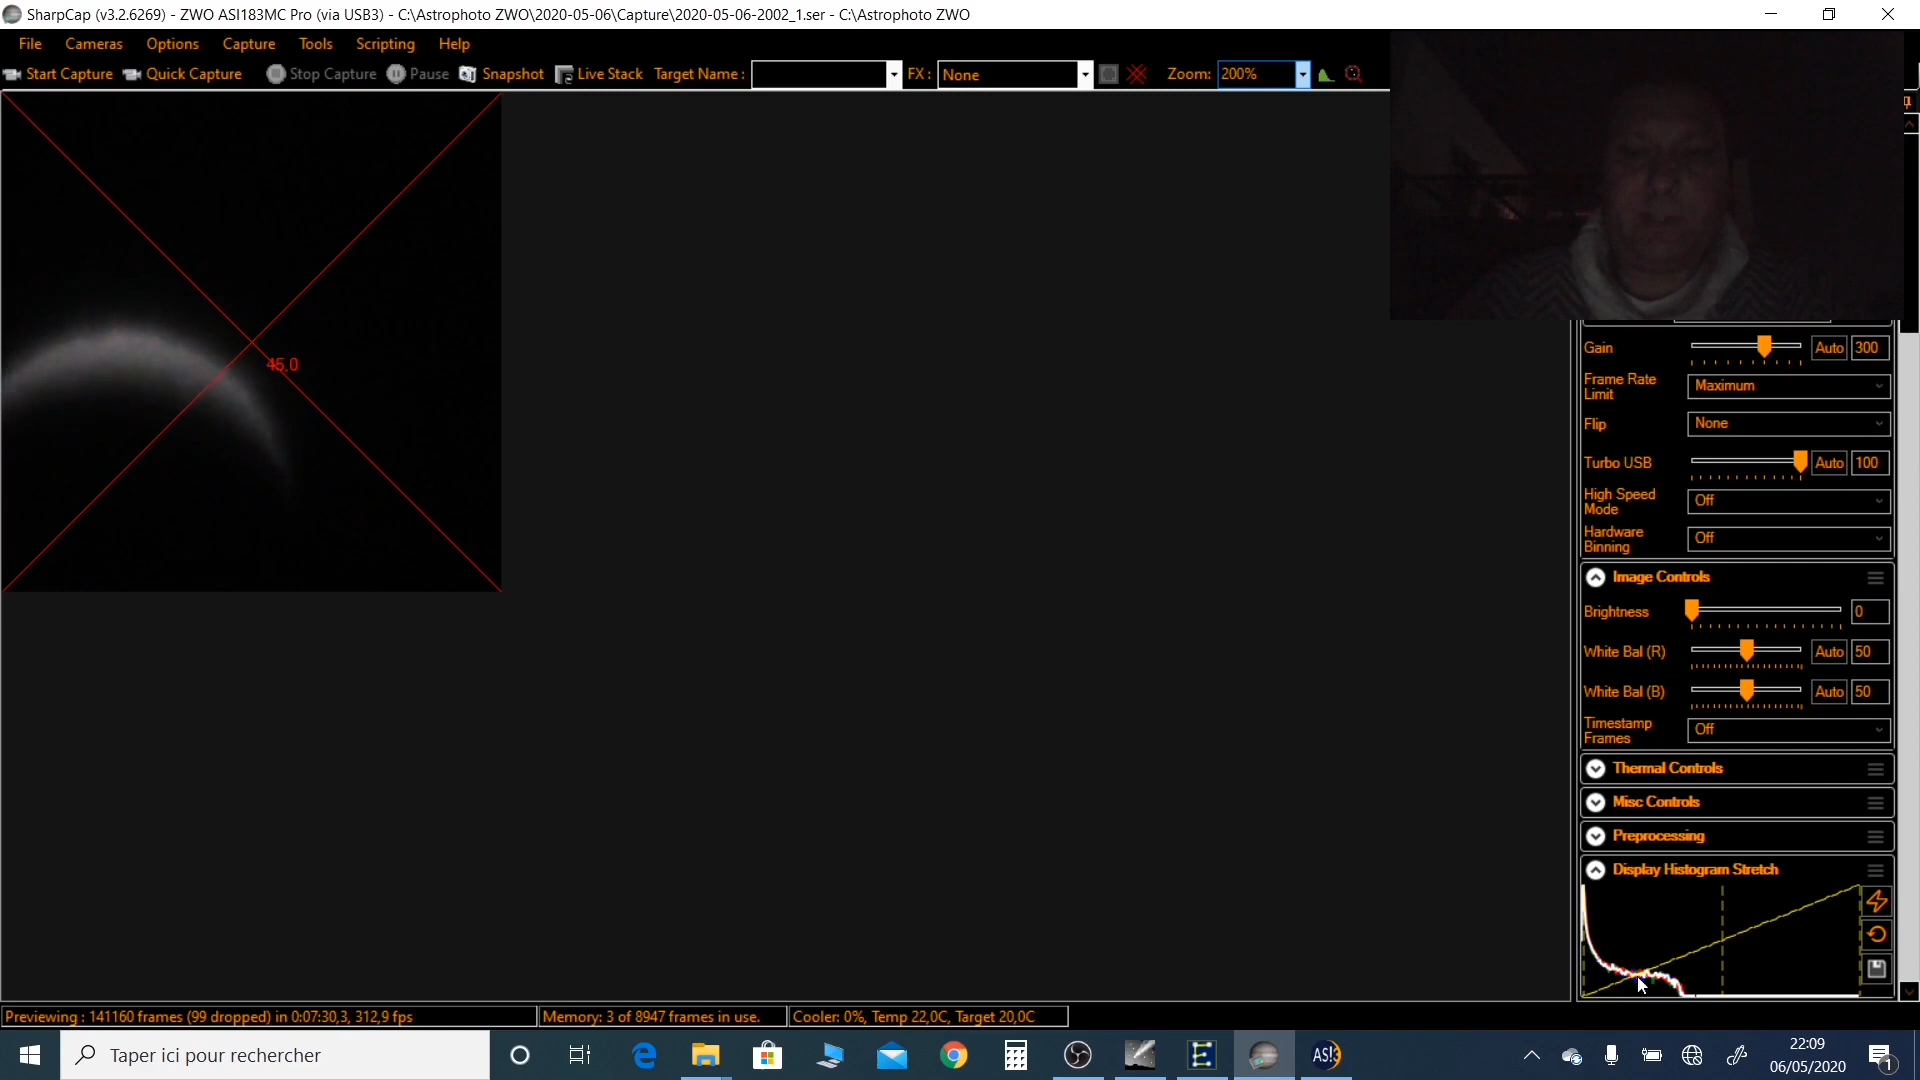 SharpCap (v3.2.6269) - ZWO ASI183MC Pro (via USB3) - C:\Astrophoto ZWO\2020-05-06\Capture\2020-05-06-2002_1.ser - C:\Astrophoto ZWO
File Cameras Options Capture Tools Scripting Help
Start Capture Quick Capture Stop Capture Pause Snapshot Live Stack Target Name : FX : None Zoom: 200%
45,0
Gain Auto 300
Frame Rate Limit Maximum
Flip None
Turbo USB Auto 100
High Speed Mode Off
Hardware Binning Off
Image Controls
Brightness 0
White Bal (R) Auto 50
White Bal (B) Auto 50
Timestamp Frames Off
Thermal Controls
Misc Controls
Preprocessing
Display Histogram Stretch
Previewing : 141160 frames (99 dropped) in 0:07:30,3, 312,9 fps Memory: 3 of 8947 frames in use. Cooler: 0%, Temp 22,0C, Target 20,0C
Taper ici pour rechercher
ASI3
22:09
06/05/2020
1